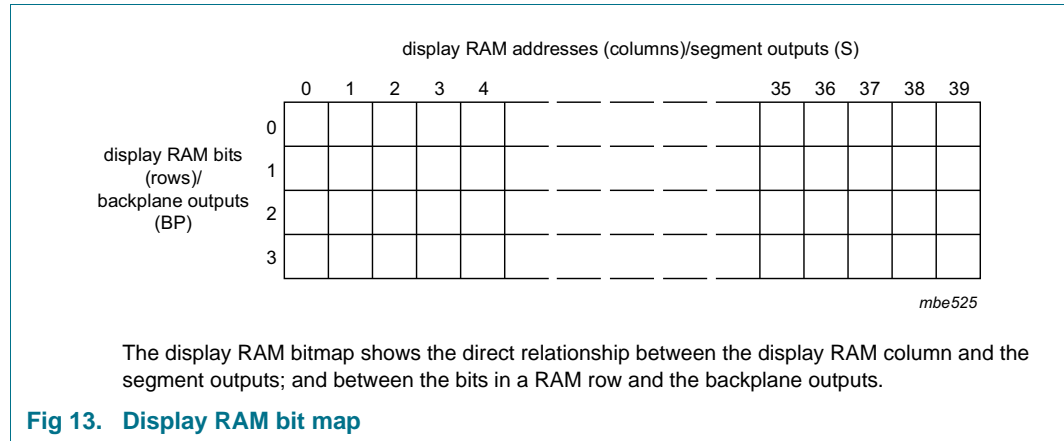 display RAM addresses (columns)/segment outputs (S)
0 1 2 3 4 35 36 37 38 39
0
display RAM bits
1
(rows)/
backplane outputs
2
(BP)
3
mbe525
The display RAM bitmap shows the direct relationship between the display RAM column and the
segment outputs; and between the bits in a RAM row and the backplane outputs.
Fig 13. Display RAM bit map